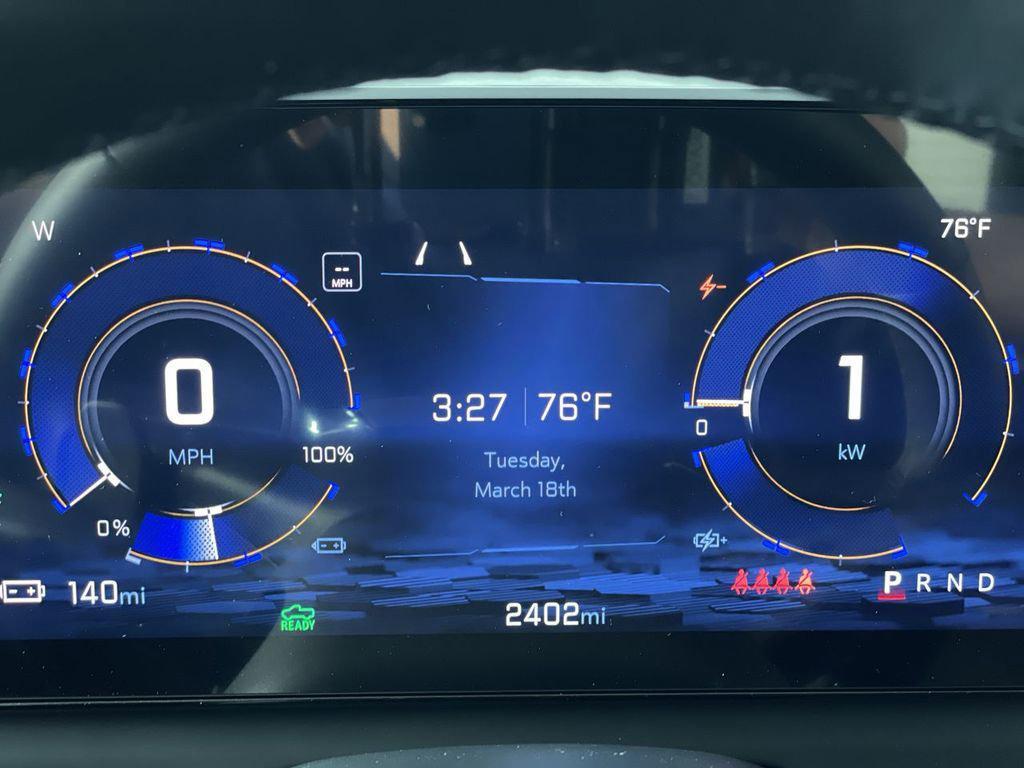 W
76°F
--
MPH
0
MPH
3:27 76°F
1
kW
0
100%
Tuesday,
March 18th
0%
140mi
READY
2402mi
P R N D